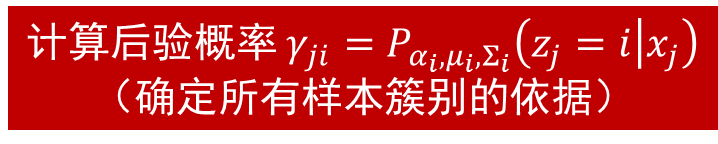 计算后验概率 γ_{ji} = P_{α_i,μ_i,Σ_i}(z_j = i|x_j)
（确定所有样本簇别的依据）